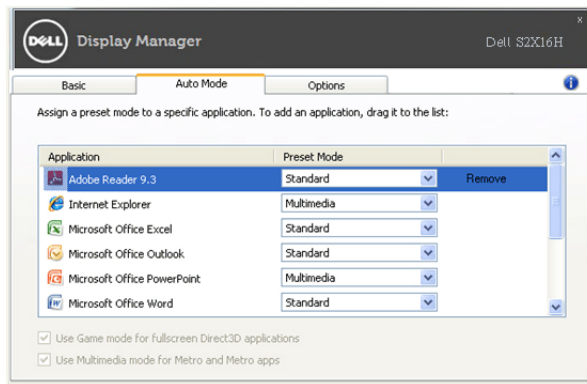 x
DELL Display Manager Dell S2X16H
Basic Auto Mode Options i
Assign a preset mode to a specific application. To add an application, drag it to the list:
Application Preset Mode
Adobe Reader 9.3 Standard Remove
Internet Explorer Multimedia
Microsoft Office Excel Standard
Microsoft Office Outlook Standard
Microsoft Office PowerPoint Multimedia
Microsoft Office Word Standard
Use Game mode for fullscreen Direct3D applications
Use Multimedia mode for Metro and Metro apps